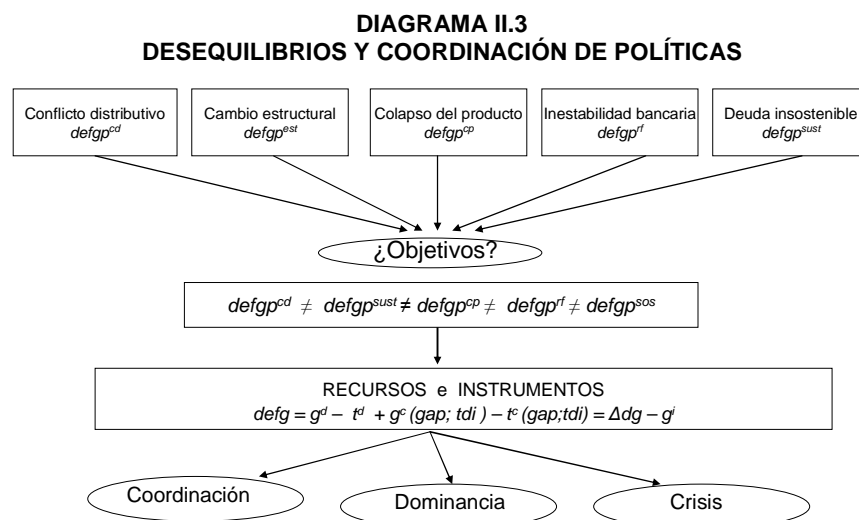 DIAGRAMA II.3
DESEQUILIBRIOS Y COORDINACIÓN DE POLÍTICAS
Conflicto distributivo
defgp^cd
Cambio estructural
defgp^est
Colapso del producto
defgp^cp
Inestabilidad bancaria
defgp^rf
Deuda insostenible
defgp^sust
¿Objetivos?
defgp^cd ≠ defgp^sust ≠ defgp^cp ≠ defgp^rf ≠ defgp^sos
RECURSOS e INSTRUMENTOS
defg = g^d – t^d + g^c (gap; tdi ) – t^c (gap;tdi) = Δdg – g^i
Coordinación
Dominancia
Crisis